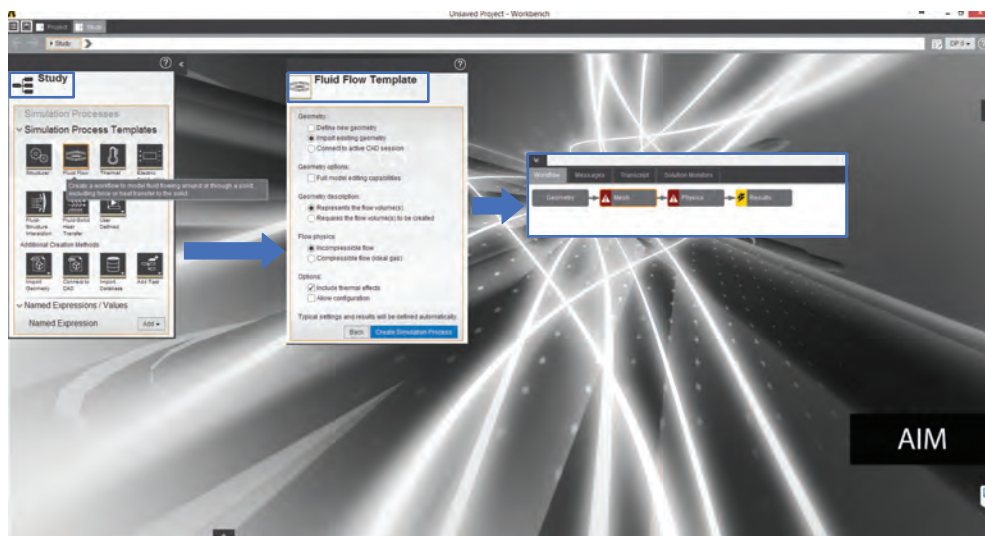 Unsaved Project - Workbench
Project
Study
Study
DP 0
Study
Simulation Processes
Simulation Process Templates
Structural
Fluid Flow
Thermal
Electric
Create a workflow to model fluid flowing around or through a solid,
excluding force or heat transfer to the solid.
Fluid-
Structure
Interaction
Fluid-Solid
Heat
Transfer
User
Defined
Additional Creation Methods
Import
Geometry
Connect to
CAD
Import
Database
Add Task
Named Expressions / Values
Named Expression
Add
Fluid Flow Template
Geometry:
Define new geometry
Import existing geometry
Connect to active CAD session
Geometry options:
Full model editing capabilities
Geometry description:
Represents the flow volume(s)
Requires the flow volume(s) to be created
Flow physics:
Incompressible flow
Compressible flow (ideal gas)
Options:
Include thermal effects
Allow configuration
Typical settings and results will be defined automatically.
Back
Create Simulation Process
Workflow
Messages
Transcript
Solution Monitors
Geometry
Mesh
Physics
Results
AIM